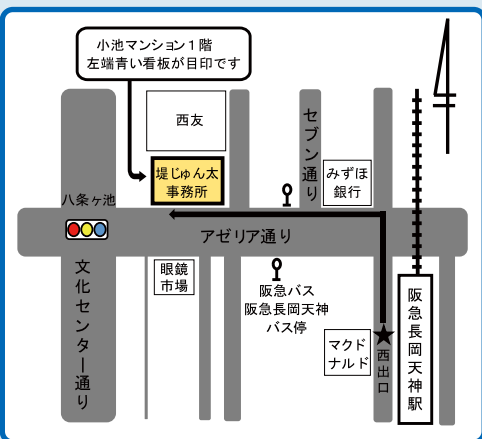 小池マンション1階
左端青い看板が目印です
西友
セブン通り
みずほ
銀行
堤じゅん太
事務所
八条ヶ池
アゼリア通り
文化センター通り
眼鏡
市場
阪急バス
阪急長岡天神
バス停
マクド
ナルド
西出口
阪急長岡天神駅